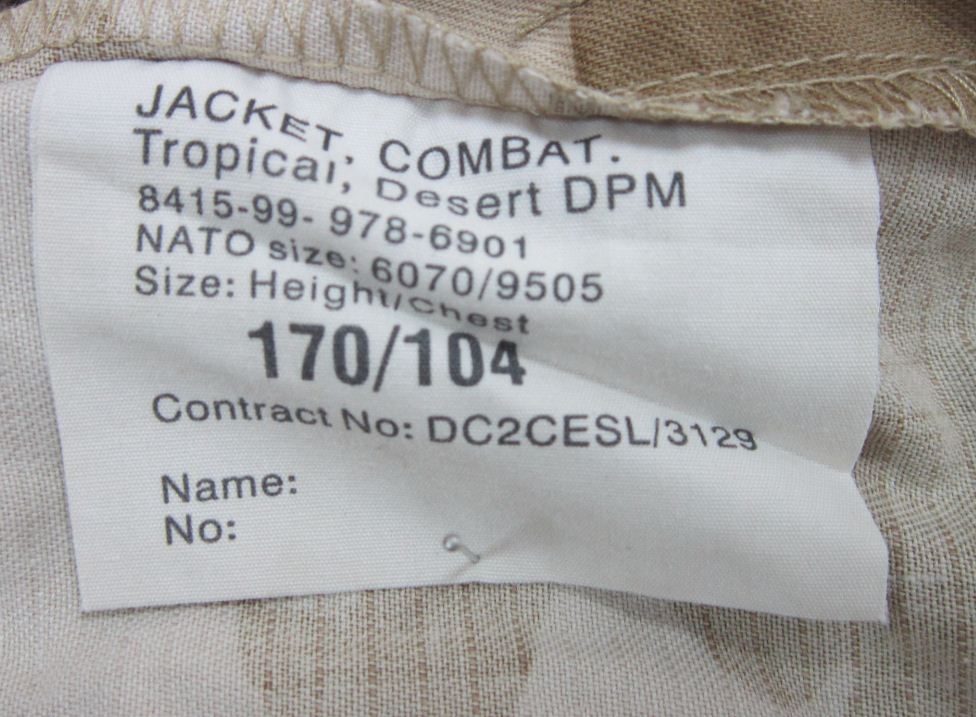 JACKET, COMBAT.
Tropical, Desert DPM
8415-99- 978-6901
NATO size: 6070/9505
Size: Height/Chest
170/104
Contract No: DC2CESL/3129
Name:
No: